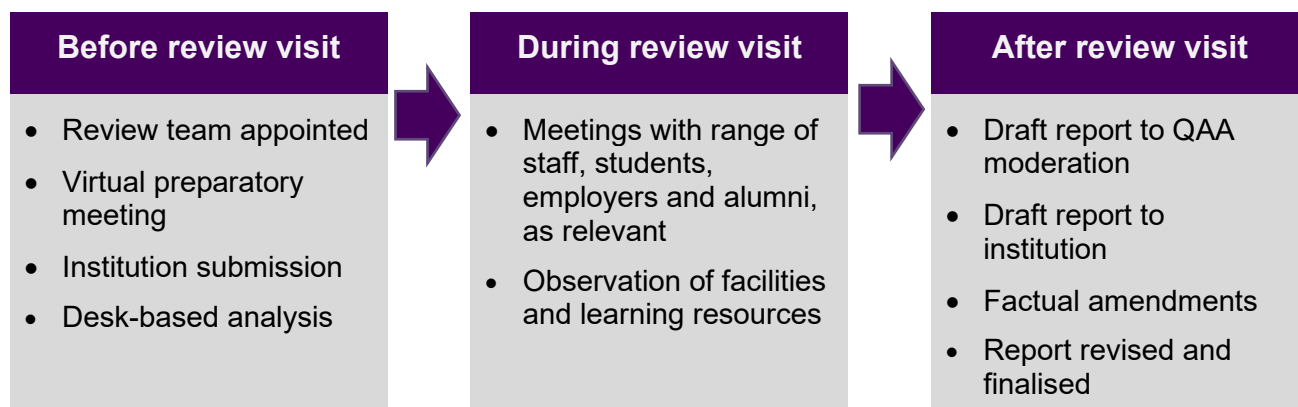 Before review visit
• Review team appointed
• Virtual preparatory
meeting
• Institution submission
• Desk-based analysis
During review visit
• Meetings with range of
staff, students,
employers and alumni,
as relevant
• Observation of facilities
and learning resources
After review visit
• Draft report to QAA
moderation
• Draft report to
institution
• Factual amendments
• Report revised and
finalised